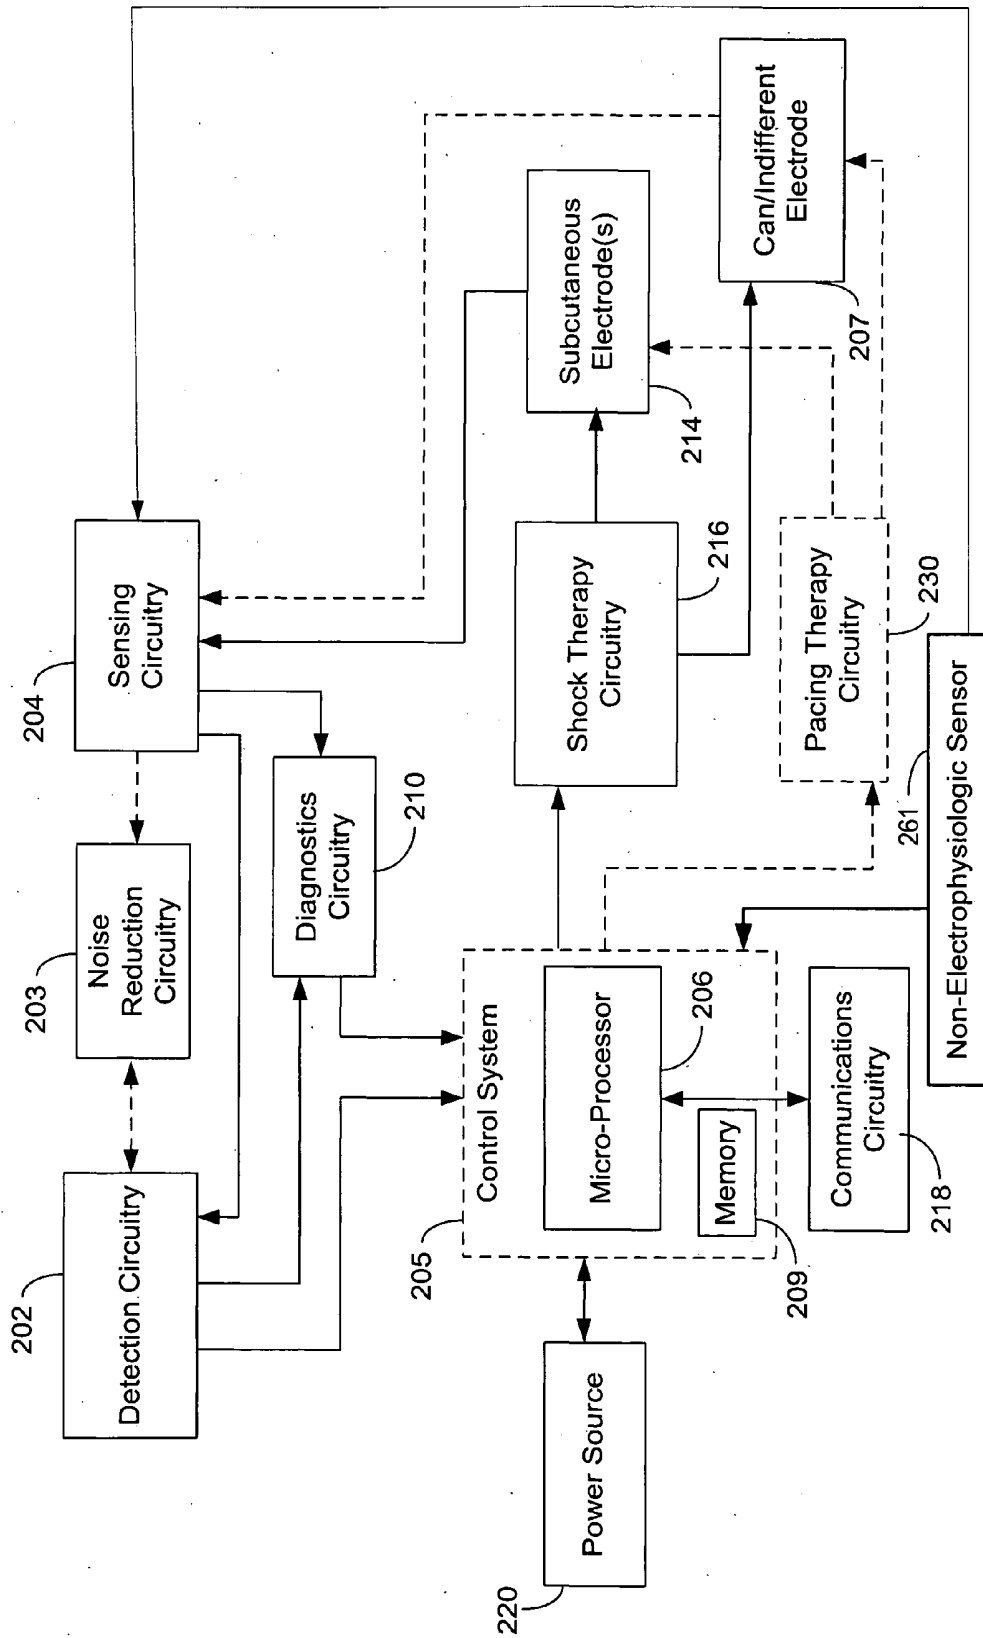 202
Detection Circuitry
203
Noise
Reduction
Circuitry
204
Sensing
Circuitry
Diagnostics
Circuitry
210
205
Control System
Micro-Processor
206
Memory
209
220
Power Source
Communications
Circuitry
218
Shock Therapy
Circuitry
216
Subcutaneous
Electrode(s)
214
Can/Indifferent
Electrode
207
Pacing Therapy
Circuitry
230
261
Non-Electrophysiologic Sensor